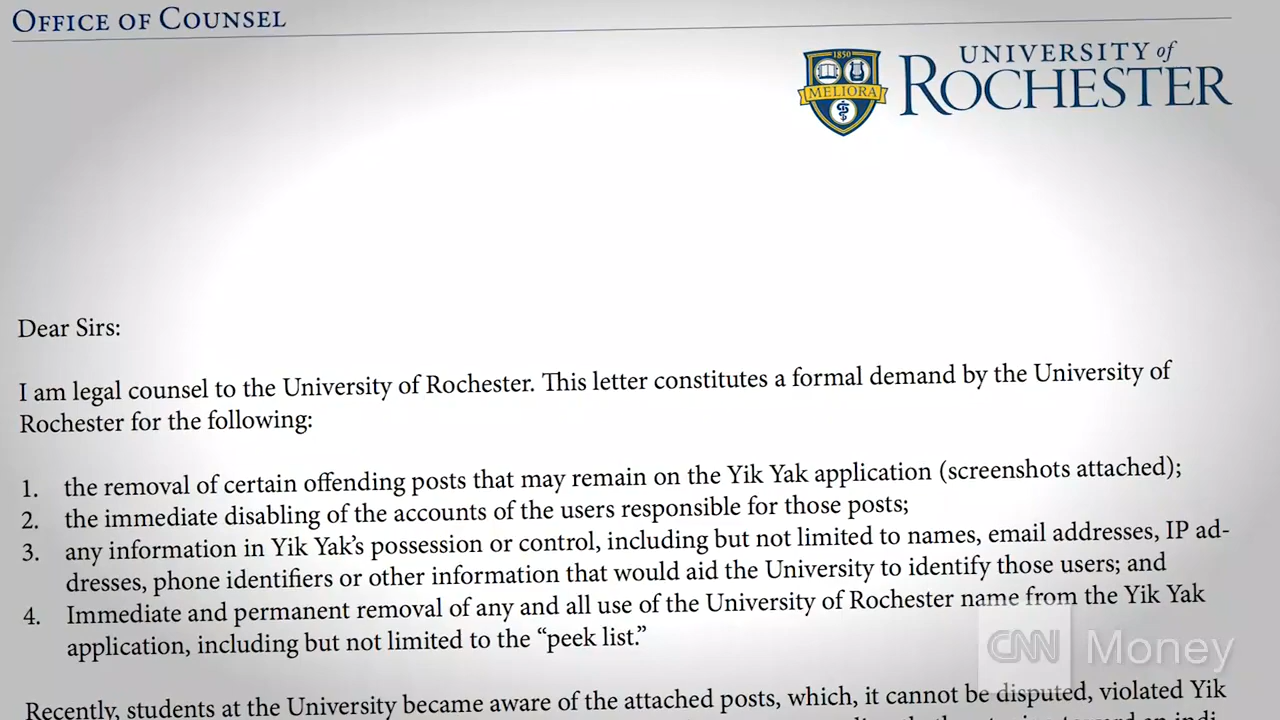 OFFICE OF COUNSEL
1850
MELIORA
UNIVERSITY of
ROCHESTER
Dear Sirs:
I am legal counsel to the University of Rochester. This letter constitutes a formal demand by the University of
Rochester for the following:
1. the removal of certain offending posts that may remain on the Yik Yak application (screenshots attached);
2. the immediate disabling of the accounts of the users responsible for those posts;
3. any information in Yik Yak’s possession or control, including but not limited to names, email addresses, IP ad-
dresses, phone identifiers or other information that would aid the University to identify those users; and
4. Immediate and permanent removal of any and all use of the University of Rochester name from the Yik Yak
application, including but not limited to the “peek list.”
CNN Money
Recently, students at the University became aware of the attached posts, which, it cannot be disputed, violated Yik